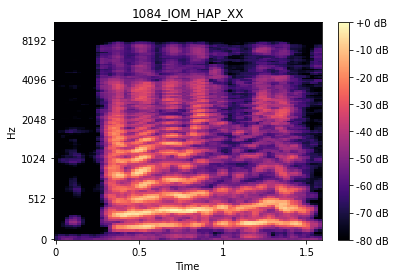 1084_IOM_HAP_XX
Hz
8192
4096
2048
1024
512
0
0
0.5
1
1.5
Time
+0 dB
-10 dB
-20 dB
-30 dB
-40 dB
-50 dB
-60 dB
-70 dB
-80 dB